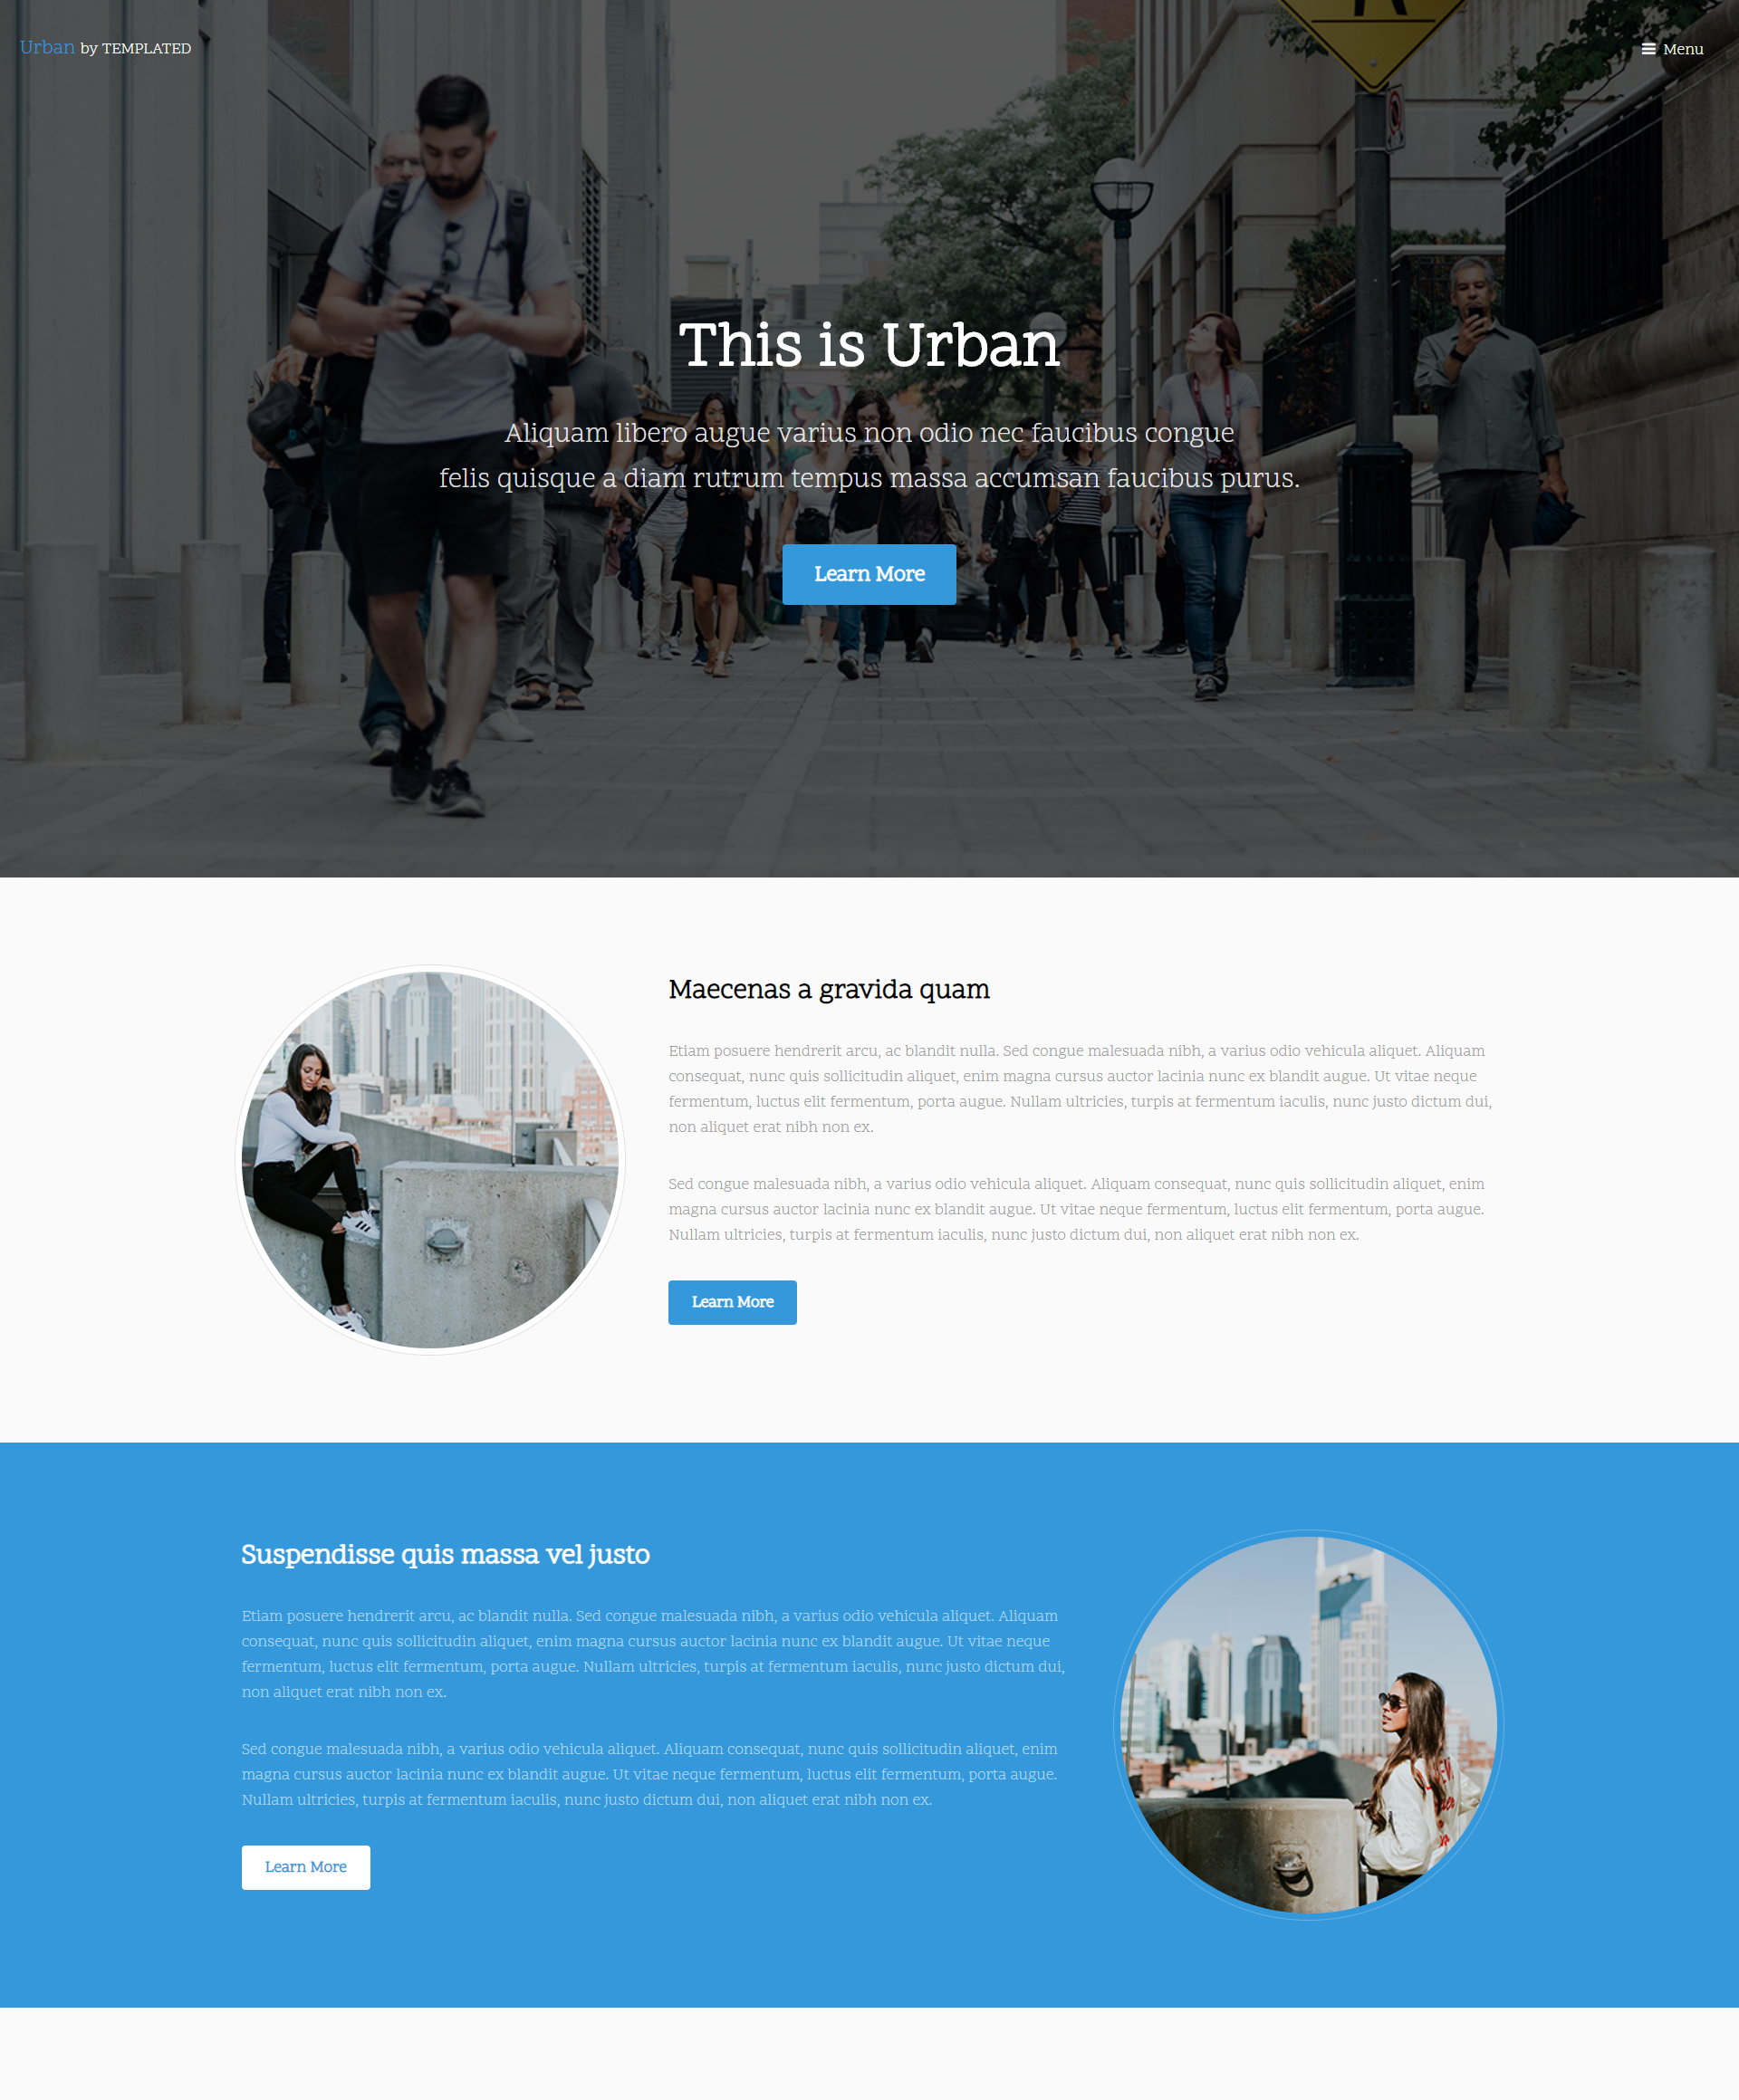 Urban by TEMPLATED
Menu
This is Urban
Aliquam libero augue varius non odio nec faucibus congue
felis quisque a diam rutrum tempus massa accumsan faucibus purus.
Learn More
Maecenas a gravida quam
Etiam posuere hendrerit arcu, ac blandit nulla. Sed congue malesuada nibh, a varius odio vehicula aliquet. Aliquam
consequat, nunc quis sollicitudin aliquet, enim magna cursus auctor lacinia nunc ex blandit augue. Ut vitae neque
fermentum, luctus elit fermentum, porta augue. Nullam ultricies, turpis at fermentum iaculis, nunc justo dictum dui,
non aliquet erat nibh non ex.
Sed congue malesuada nibh, a varius odio vehicula aliquet. Aliquam consequat, nunc quis sollicitudin aliquet, enim
magna cursus auctor lacinia nunc ex blandit augue. Ut vitae neque fermentum, luctus elit fermentum, porta augue.
Nullam ultricies, turpis at fermentum iaculis, nunc justo dictum dui, non aliquet erat nibh non ex.
Learn More
Suspendisse quis massa vel justo
Etiam posuere hendrerit arcu, ac blandit nulla. Sed congue malesuada nibh, a varius odio vehicula aliquet. Aliquam
consequat, nunc quis sollicitudin aliquet, enim magna cursus auctor lacinia nunc ex blandit augue. Ut vitae neque
fermentum, luctus elit fermentum, porta augue. Nullam ultricies, turpis at fermentum iaculis, nunc justo dictum dui,
non aliquet erat nibh non ex.
Sed congue malesuada nibh, a varius odio vehicula aliquet. Aliquam consequat, nunc quis sollicitudin aliquet, enim
magna cursus auctor lacinia nunc ex blandit augue. Ut vitae neque fermentum, luctus elit fermentum, porta augue.
Nullam ultricies, turpis at fermentum iaculis, nunc justo dictum dui, non aliquet erat nibh non ex.
Learn More